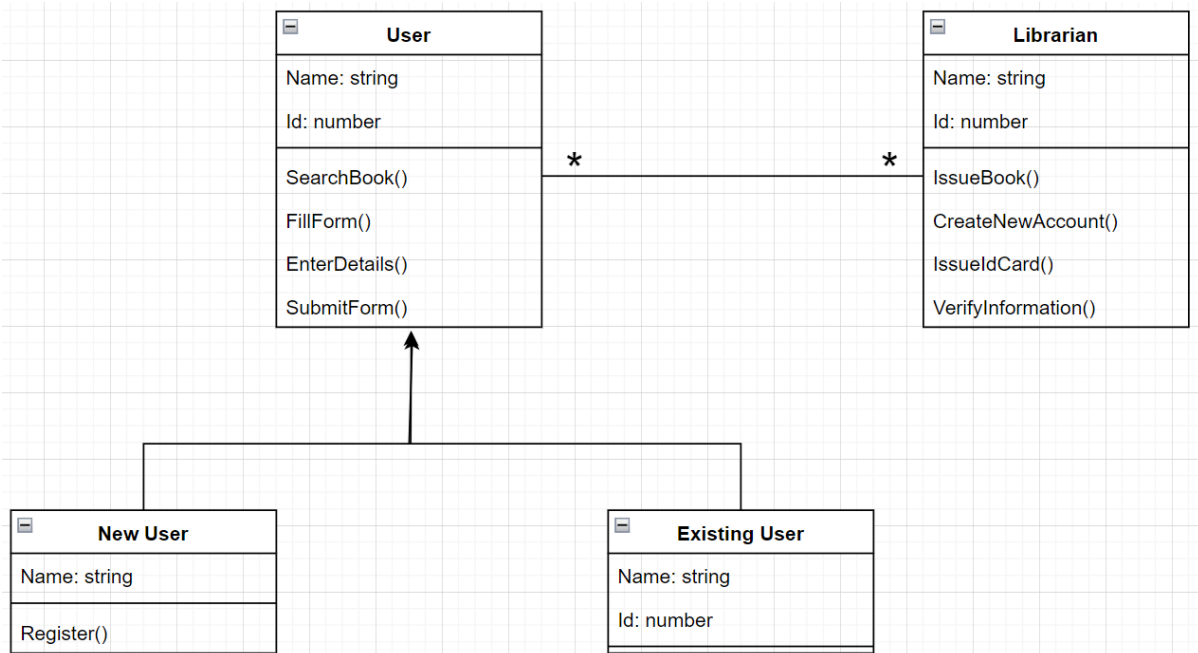 User
Name: string
Id: number
SearchBook()
FillForm()
EnterDetails()
SubmitForm()
*
*
Librarian
Name: string
Id: number
IssueBook()
CreateNewAccount()
IssueIdCard()
VerifyInformation()
New User
Name: string
Register()
Existing User
Name: string
Id: number